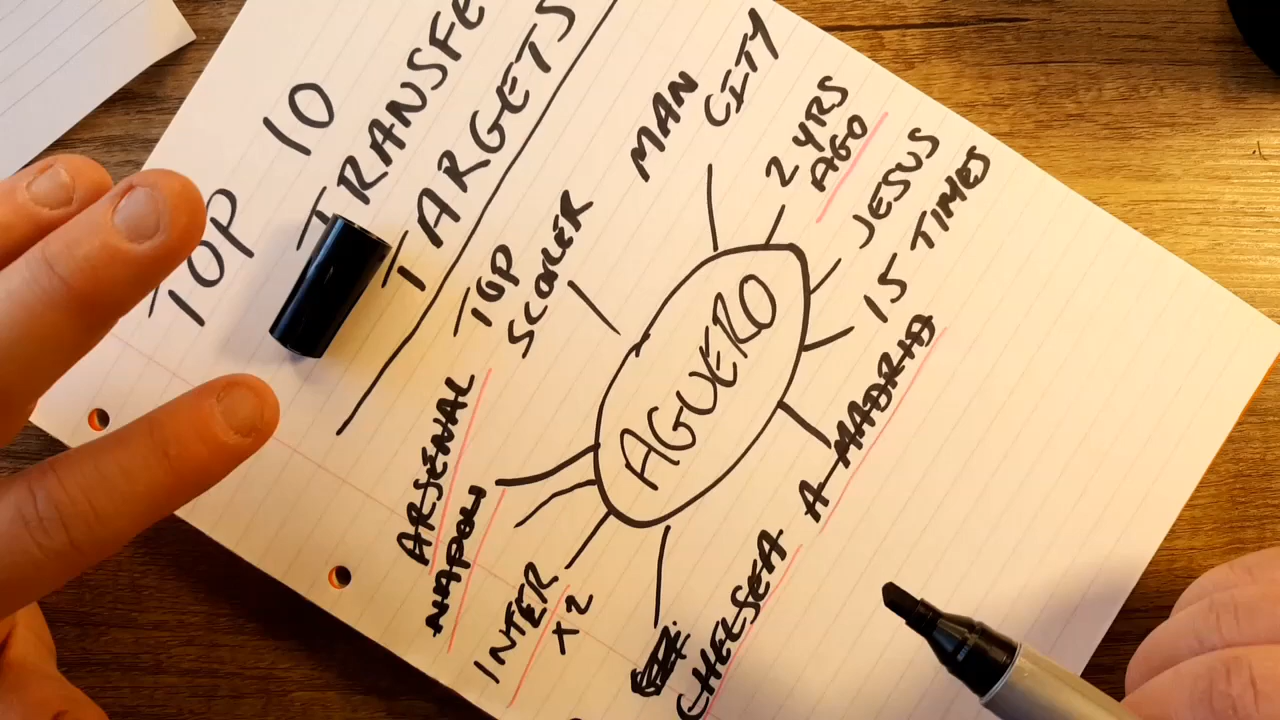 TOP 10
TRANSFE
TARGETS
TOP
SCORER
MAN
CITY
2 YRS
AGO
JESUS
15 TIMES
AGUERO
A MADRID
CHELSEA
INTER
X2
NAPOLI
ARSENAL